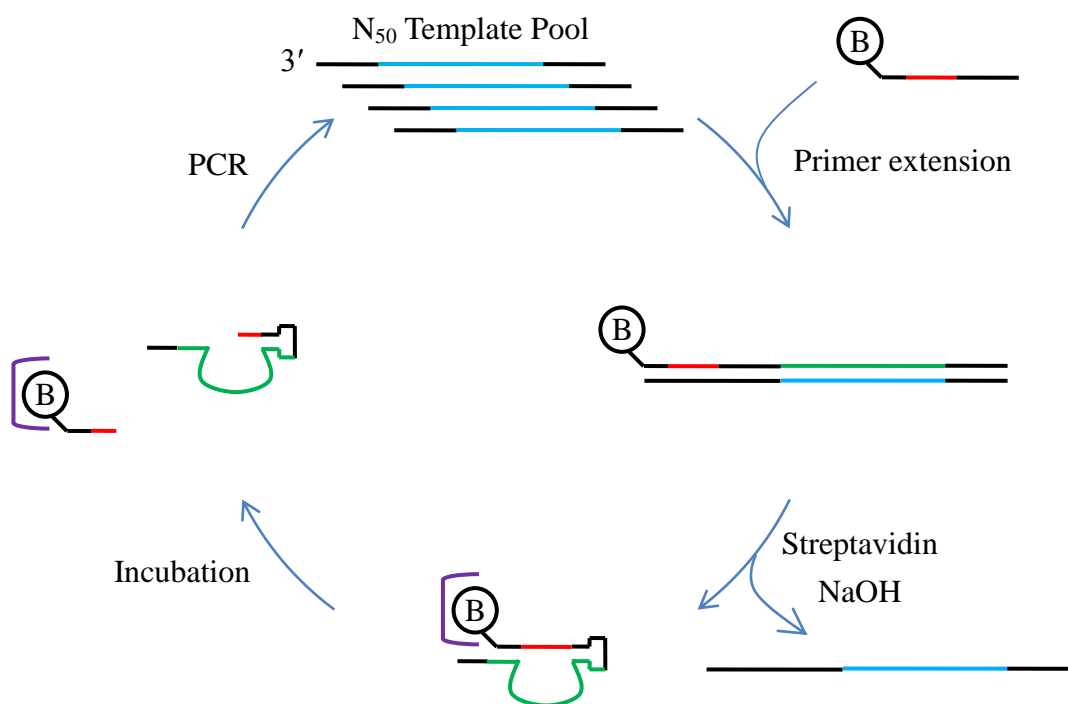 N₅₀ Template Pool
3′
B
PCR
Primer extension
B
B
Incubation
Streptavidin
NaOH
B